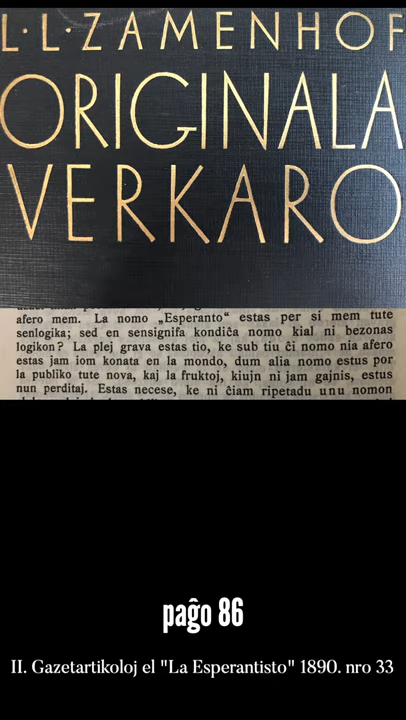 L·L·ZAMENHOF
ORIGINALA
VERKARO
afero mem. La nomo „Esperanto“ estas per si mem tute
senlogika; sed en sensignifa kondiĉa nomo kial ni bezonas
logikon? La plej grava estas tio, ke sub tiu ĉi nomo nia afero
estas jam iom konata en la mondo, dum alia nomo estus por
la publiko tute nova, kaj la fruktoj, kiujn ni jam gajnis, estus
nun perditaj. Estas necese, ke ni ĉiam ripetadu unu nomon
paĝo 86
II. Gazetartikoloj el "La Esperantisto" 1890. nro 33